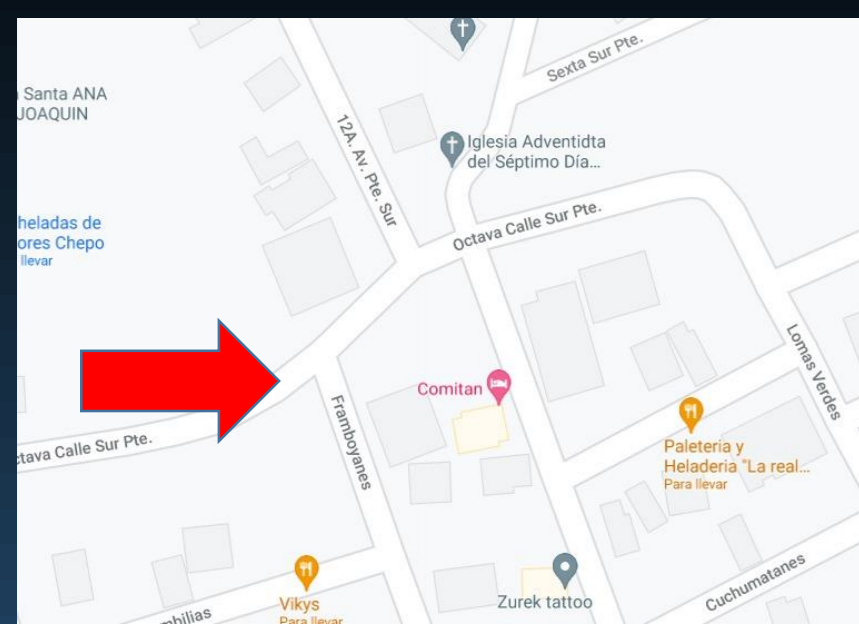 Sexta Sur Pte.
Santa ANA
JOAQUIN
12A. Av. Pte. Sur
Iglesia Adventidta
del Séptimo Día...
heladas de
ores Chepo
llevar
Octava Calle Sur Pte.
Lomas Verdes
Comitan
Framboyanes
tava Calle Sur Pte.
Paleteria y
Heladeria "La real...
Para llevar
Cuchumatanes
Zurek tattoo
Vikys
Para llevar
mbilias